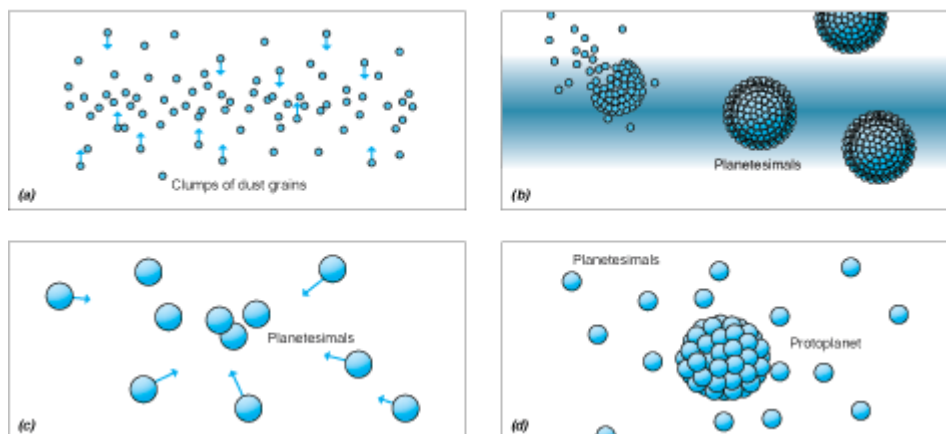 Clumps of dust grains
(a)
Planetesimals
(b)
Planetesimals
(c)
Planetesimals
Protoplanet
(d)